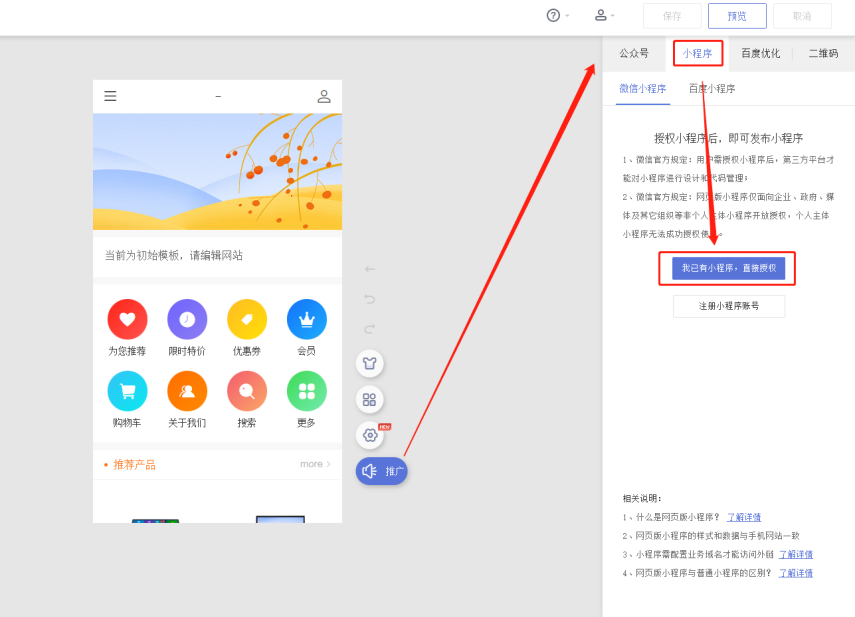 保存
预览
取消
公众号
小程序
百度优化
二维码
微信小程序
百度小程序
授权小程序后，即可发布小程序
1、微信官方规定：用户需授权小程序后，第三方平台才
能对小程序进行设计和代码管理；
2、微信官方规定：网页版小程序仅面向企业、政府、媒
体及其它组织等非个人主体小程序开放授权，个人主体
小程序无法成功授权使用。
我已有小程序，直接授权
注册小程序账号
当前为初始模板，请编辑网站
为您推荐
限时特价
优惠券
会员
购物车
关于我们
搜索
更多
推荐产品
more
NEW
推广
相关说明：
1、什么是网页版小程序？ 了解详情
2、网页版小程序的样式和数据与手机网站一致
3、小程序需配置业务域名才能访问外链 了解详情
4、网页版小程序与普通小程序的区别？ 了解详情